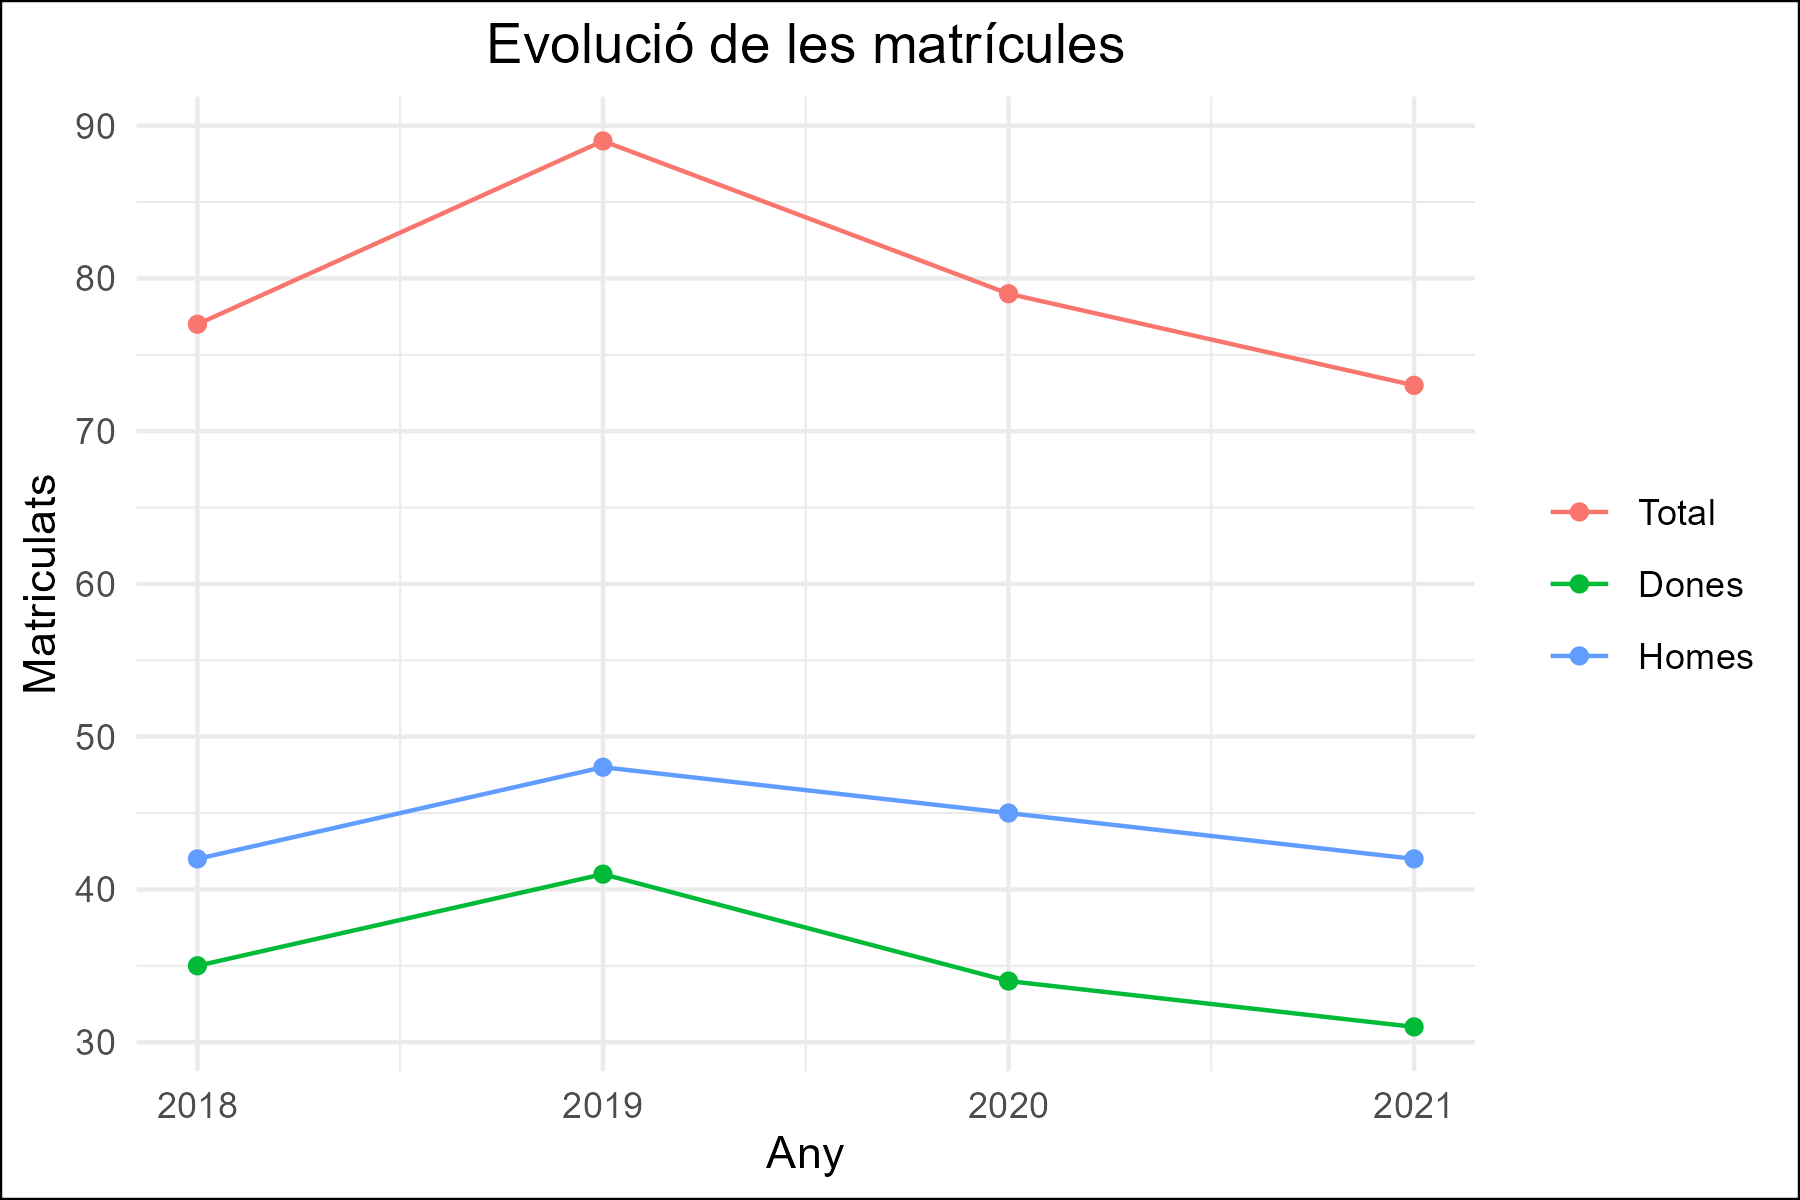 Evolució de les matrícules
90
80
70
60
50
40
30
Matriculats
2018 2019 2020 2021
Any
Total
Dones
Homes